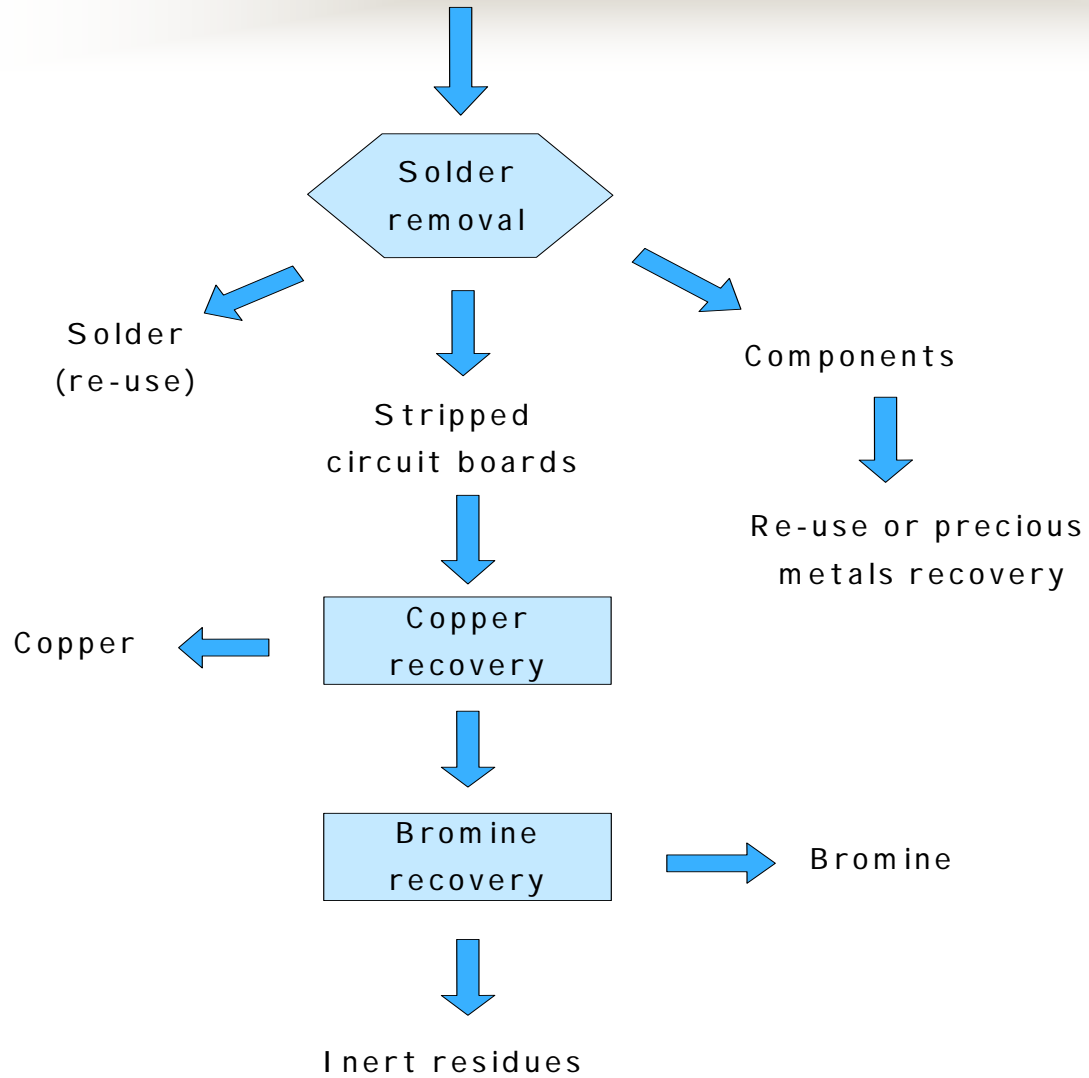 Solder
removal
Solder
(re-use)
Components
Stripped
circuit boards
Re-use or precious
metals recovery
Copper
Copper
recovery
Bromine
recovery
Bromine
Inert residues